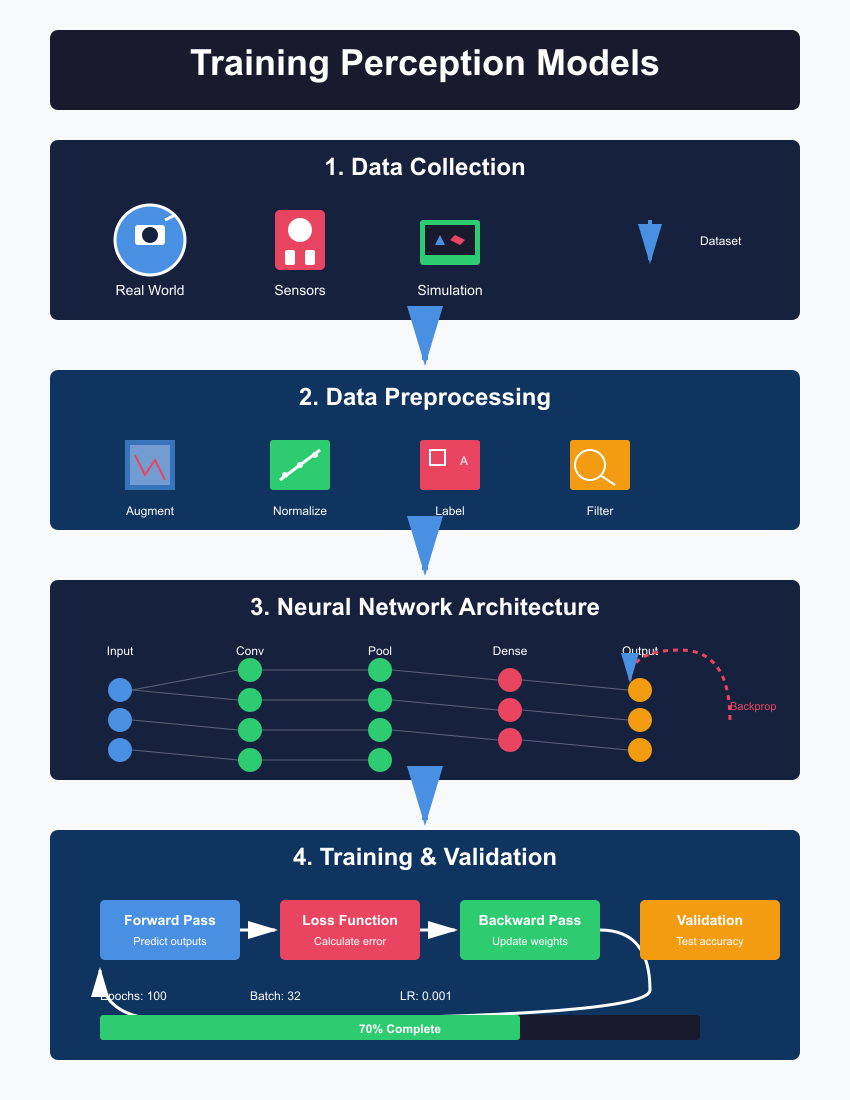 Training Perception Models
1. Data Collection
Dataset
Real World
Sensors
Simulation
2. Data Preprocessing
A
Augment
Normalize
Label
Filter
3. Neural Network Architecture
Input
Conv
Pool
Dense
Output
Backprop
4. Training & Validation
Forward Pass
Predict outputs
Loss Function
Calculate error
Backward Pass
Update weights
Validation
Test accuracy
Epochs: 100
Batch: 32
LR: 0.001
70% Complete